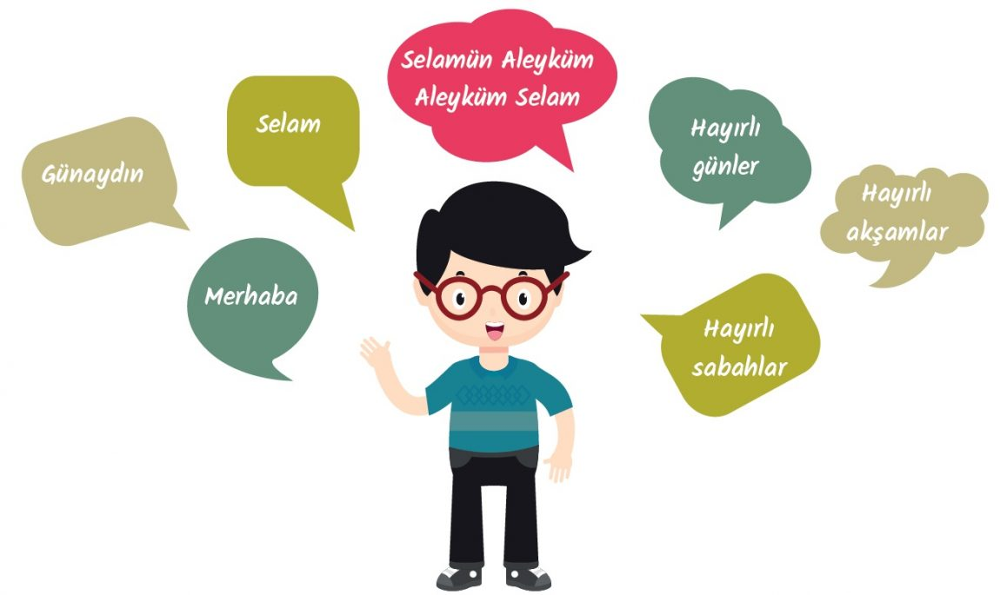 Selamün Aleyküm
Aleyküm Selam
Selam
Günaydın
Merhaba
Hayırlı
günler
Hayırlı
akşamlar
Hayırlı
sabahlar